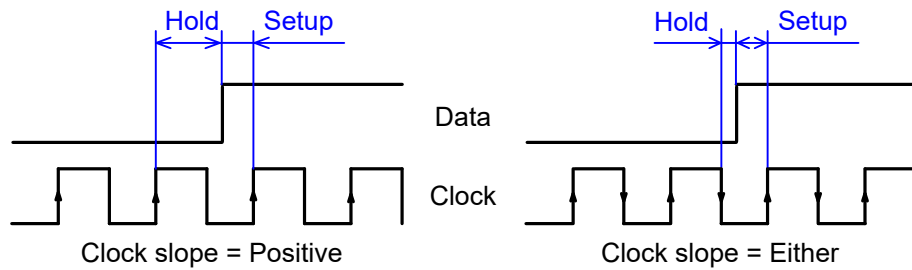 Hold Setup
Hold Setup
Data
Clock
Clock slope = Positive
Clock slope = Either